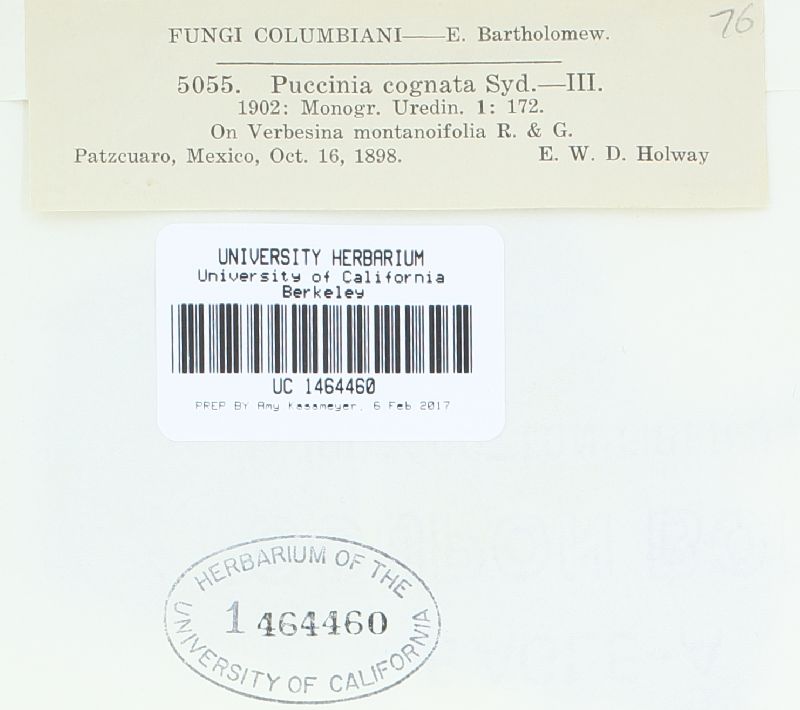 76
FUNGI COLUMBIANI——E. Bartholomew.
5055. Puccinia cognata Syd.—III.
1902: Monogr. Uredin. 1: 172.
On Verbesina montanoifolia R. & G.
Patzcuaro, Mexico, Oct. 16, 1898. E. W. D. Holway
UNIVERSITY HERBARIUM
University of California
Berkeley
UC 1464460
PREP BY Amy Kassmeyer, 6 Feb 2017
HERBARIUM OF THE
1464460
UNIVERSITY OF CALIFORNIA